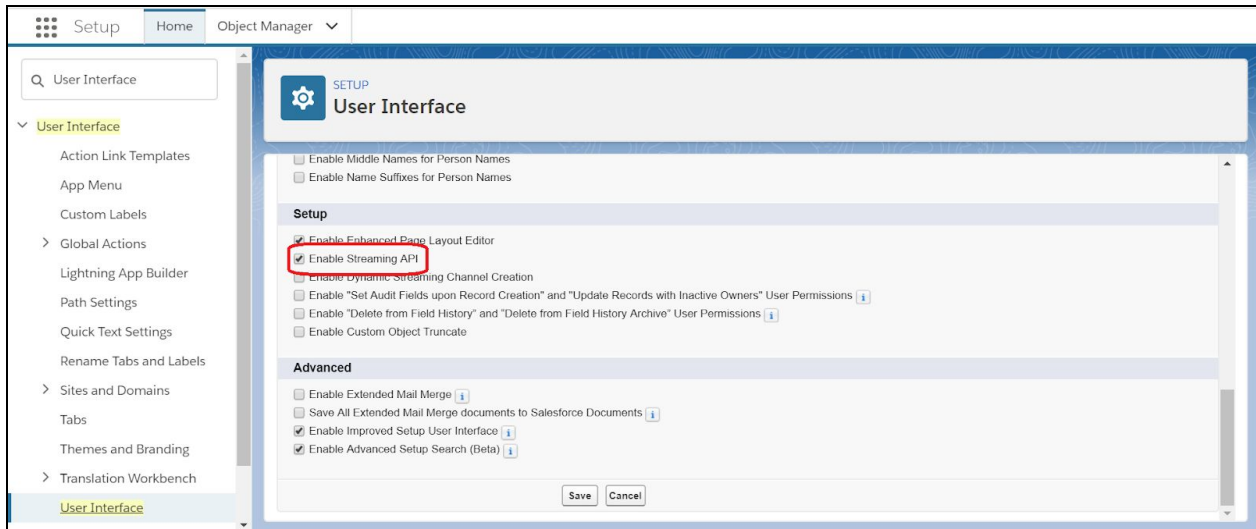 Setup
Home
Object Manager
User Interface
User Interface
Action Link Templates
App Menu
Custom Labels
Global Actions
Lightning App Builder
Path Settings
Quick Text Settings
Rename Tabs and Labels
Sites and Domains
Tabs
Themes and Branding
Translation Workbench
User Interface
SETUP
User Interface
Enable Middle Names for Person Names
Enable Name Suffixes for Person Names
Setup
Enable Enhanced Page Layout Editor
Enable Streaming API
Enable Dynamic Streaming Channel Creation
Enable "Set Audit Fields upon Record Creation" and "Update Records with Inactive Owners" User Permissions i
Enable "Delete from Field History" and "Delete from Field History Archive" User Permissions i
Enable Custom Object Truncate
Advanced
Enable Extended Mail Merge i
Save All Extended Mail Merge documents to Salesforce Documents i
Enable Improved Setup User Interface i
Enable Advanced Setup Search (Beta) i
Save Cancel